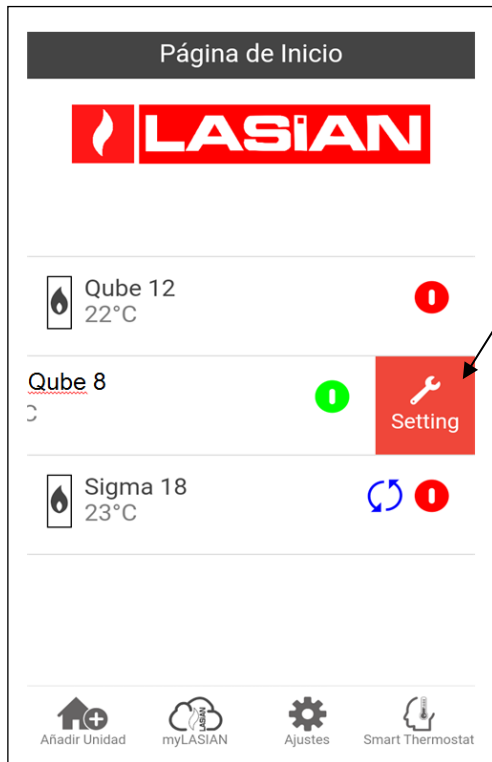 Página de Inicio
LASiAN
Qube 12
22°C
Qube 8
C
Setting
Sigma 18
23°C
LASIAN
Añadir Unidad
myLASIAN
Ajustes
Smart Thermostat